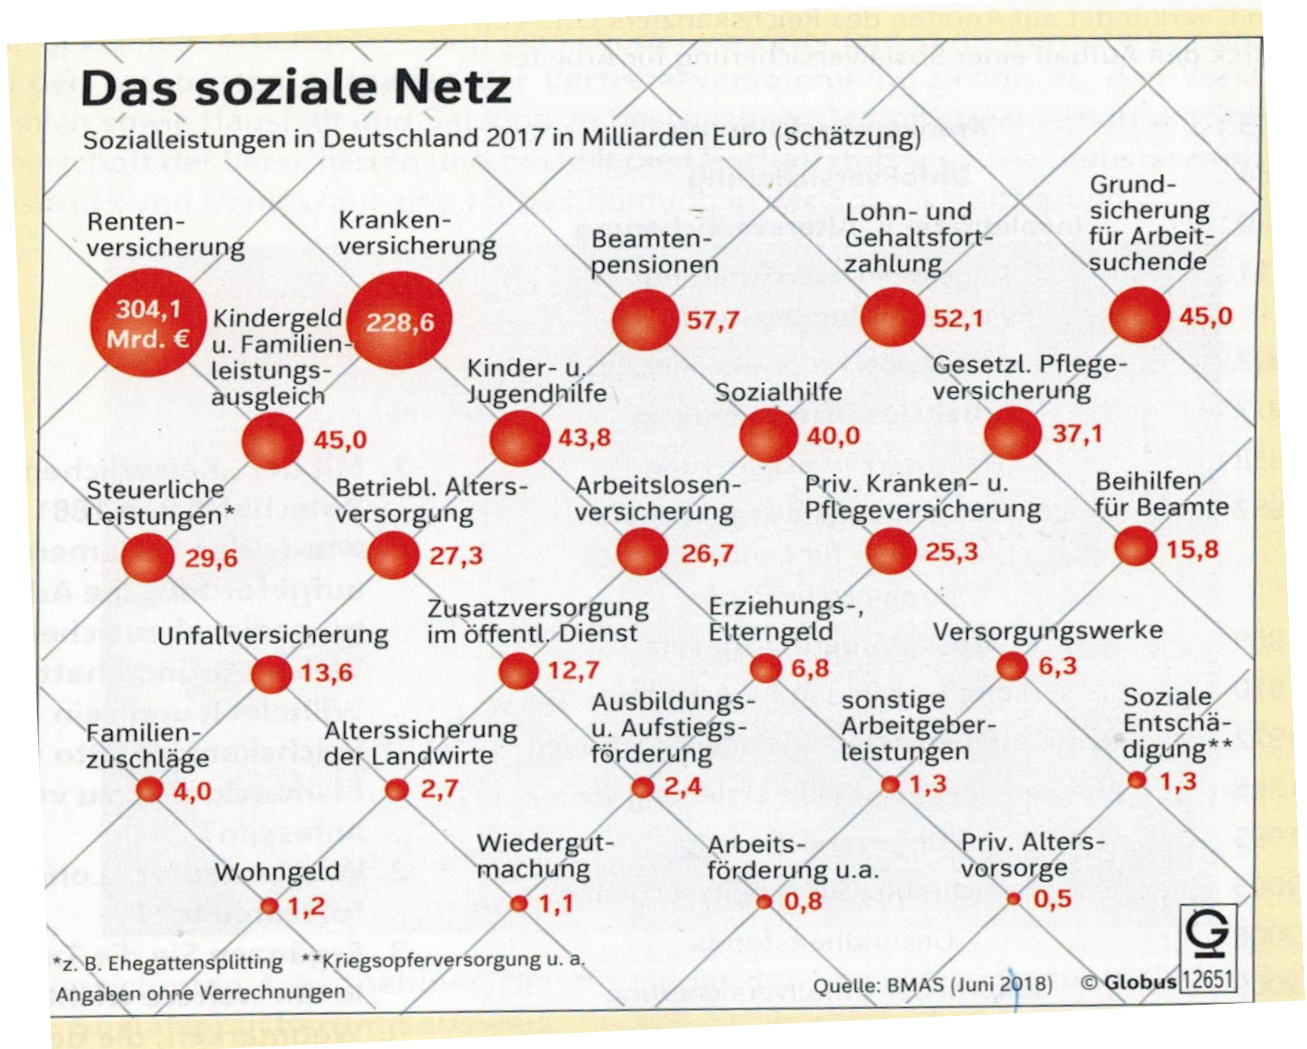 Das soziale Netz
Sozialleistungen in Deutschland 2017 in Milliarden Euro (Schätzung)
Renten-
versicherung
304,1
Mrd. €
Kranken-
versicherung
228,6
Beamten-
pensionen
57,7
Lohn- und
Gehaltsfort-
zahlung
52,1
Grund-
sicherung
für Arbeit-
suchende
45,0
Kindergeld
u. Familien-
leistungs-
ausgleich
45,0
Kinder- u.
Jugendhilfe
43,8
Sozialhilfe
40,0
Gesetzl. Pflege-
versicherung
37,1
Steuerliche
Leistungen*
29,6
Betriebl. Alters-
versorgung
27,3
Arbeitslosen-
versicherung
26,7
Priv. Kranken- u.
Pflegeversicherung
25,3
Beihilfen
für Beamte
15,8
Unfallversicherung
13,6
Zusatzversorgung
im öffentl. Dienst
12,7
Erziehungs-,
Elterngeld
6,8
Versorgungswerke
6,3
Familien-
zuschläge
4,0
Alterssicherung
der Landwirte
2,7
Ausbildungs-
u. Aufstiegs-
förderung
2,4
sonstige
Arbeitgeber-
leistungen
1,3
Soziale
Entschä-
digung**
1,3
Wohngeld
1,2
Wiedergut-
machung
1,1
Arbeits-
förderung u.a.
0,8
Priv. Alters-
vorsorge
0,5
*z. B. Ehegattensplitting **Kriegsopferversorgung u. a.
Angaben ohne Verrechnungen
Quelle: BMAS (Juni 2018) © Globus
G
12651